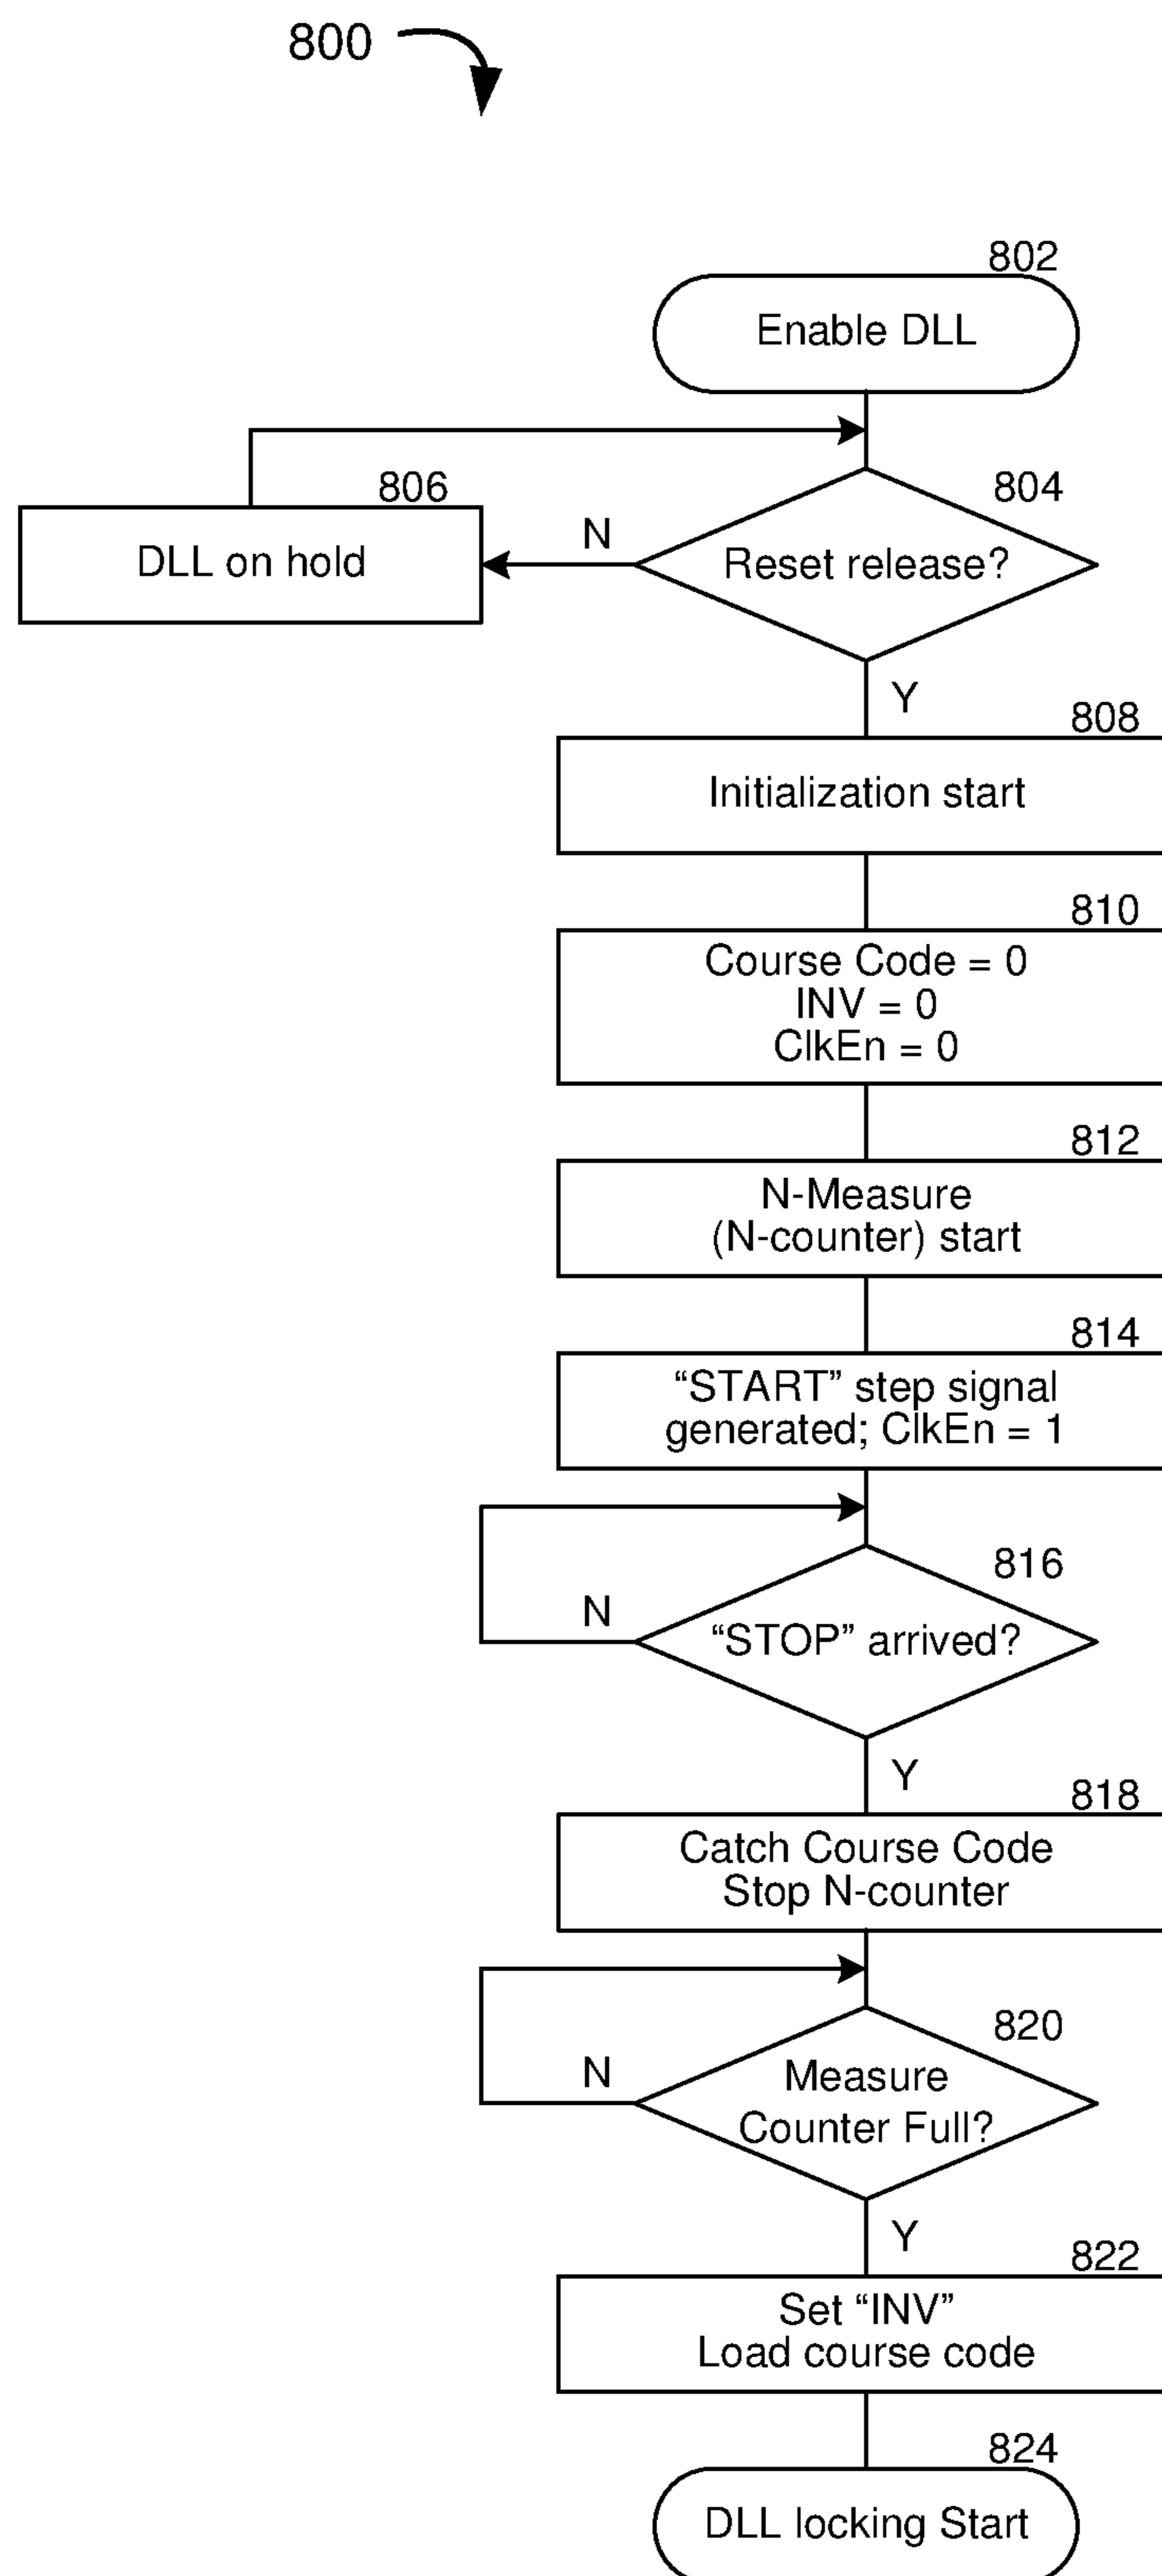 800
802
Enable DLL
806
804
DLL on hold
N
Reset release?
Y
808
Initialization start
810
Course Code = 0
INV = 0
ClkEn = 0
812
N-Measure
(N-counter) start
814
“START” step signal
generated; ClkEn = 1
816
N
“STOP” arrived?
Y
818
Catch Course Code
Stop N-counter
820
N
Measure
Counter Full?
Y
822
Set “INV”
Load course code
824
DLL locking Start